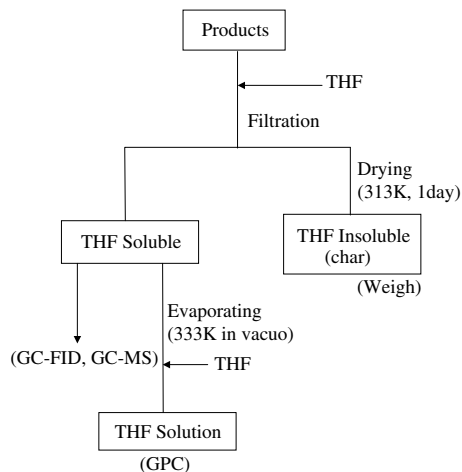 Products
THF
Filtration
Drying
(313K, 1day)
THF Soluble
THF Insoluble
(char)
(Weigh)
Evaporating
(333K in vacuo)
(GC-FID, GC-MS)
THF
THF Solution
(GPC)